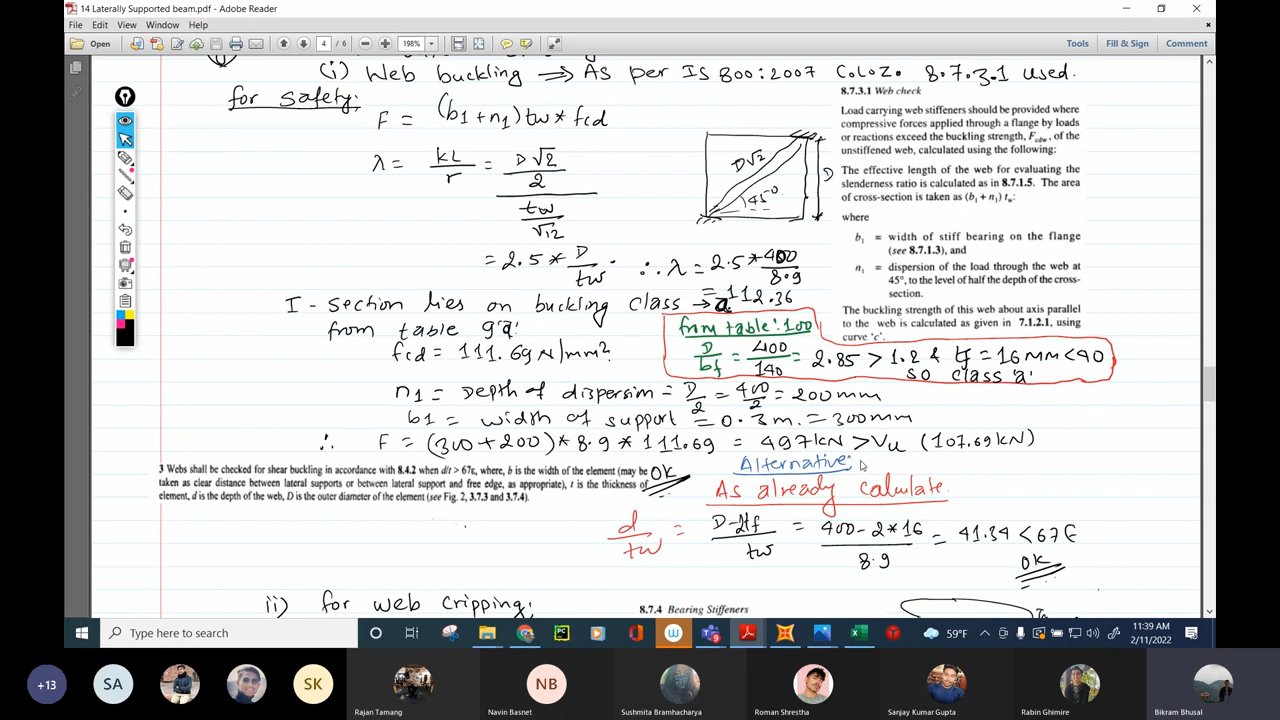 14 Laterally Supported beam.pdf - Adobe Reader
File Edit View Window Help
Open 4 / 6 198% Tools Fill & Sign Comment
(i) Web buckling ⟹ As per IS 800:2007 C.L.Z. 8.7.3.1 used.
for safety;
F = (b1+n1) tw * fcd
λ = KL/r = (D√2/2)/(tw/√12)
D√2
45°
D
= 2.5 * D/tw . ∴ λ = 2.5 * 400/8.9
= 112.36
I - Section lies on buckling class → a
from table 9'a'
fcd = 111.69 N/mm²
from table: 10
D/bf = 400/140 = 2.85 > 1.2 & tf = 16 MM < 40
so class 'a'
n1 = Depth of dispersion = D/2 = 400/2 = 200mm
b1 = width of support = 0.3 m. = 300mm
∴ F = (300+200) * 8.9 * 111.69 = 497kN > Vu (107.69kN)
OK
8.7.3.1 Web check
Load carrying web stiffeners should be provided where
compressive forces applied through a flange by loads
or reactions exceed the buckling strength, Fcdw, of the
unstiffened web, calculated using the following:
The effective length of the web for evaluating the
slenderness ratio is calculated as in 8.7.1.5. The area
of cross-section is taken as (b1 + n1) tw:
where
b1 = width of stiff bearing on the flange
(see 8.7.1.3), and
n1 = dispersion of the load through the web at
45°, to the level of half the depth of the cross-
section.
The buckling strength of this web about axis parallel
to the web is calculated as given in 7.1.2.1, using
curve 'c'.
3 Webs shall be checked for shear buckling in accordance with 8.4.2 when d/t > 67ε, where, b is the width of the element (may be
taken as clear distance between lateral supports or between lateral support and free edge, as appropriate), t is the thickness of
element, d is the depth of the web, D is the outer diameter of the element (see Fig. 2, 3.7.3 and 3.7.4).
Alternative:
As already calculate.
d/tw = D-2tf/tw = 400-2*16/8.9 = 41.34 < 67ε
OK
ii) for web cripping; 8.7.4 Bearing Stiffeners
Type here to search 59°F 11:39 AM
2/11/2022
+13 SA SK NB
Rajan Tamang Navin Basnet Sushmita Bramhacharya Roman Shrestha Sanjay Kumar Gupta Rabin Ghimire Bikram Bhusal